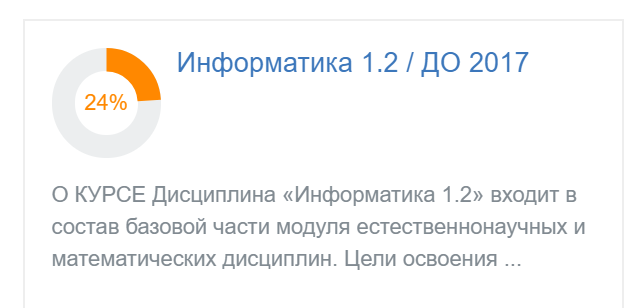 Информатика 1.2 / ДО 2017
24%
О КУРСЕ Дисциплина «Информатика 1.2» входит в
состав базовой части модуля естественнонаучных и
математических дисциплин. Цели освоения ...